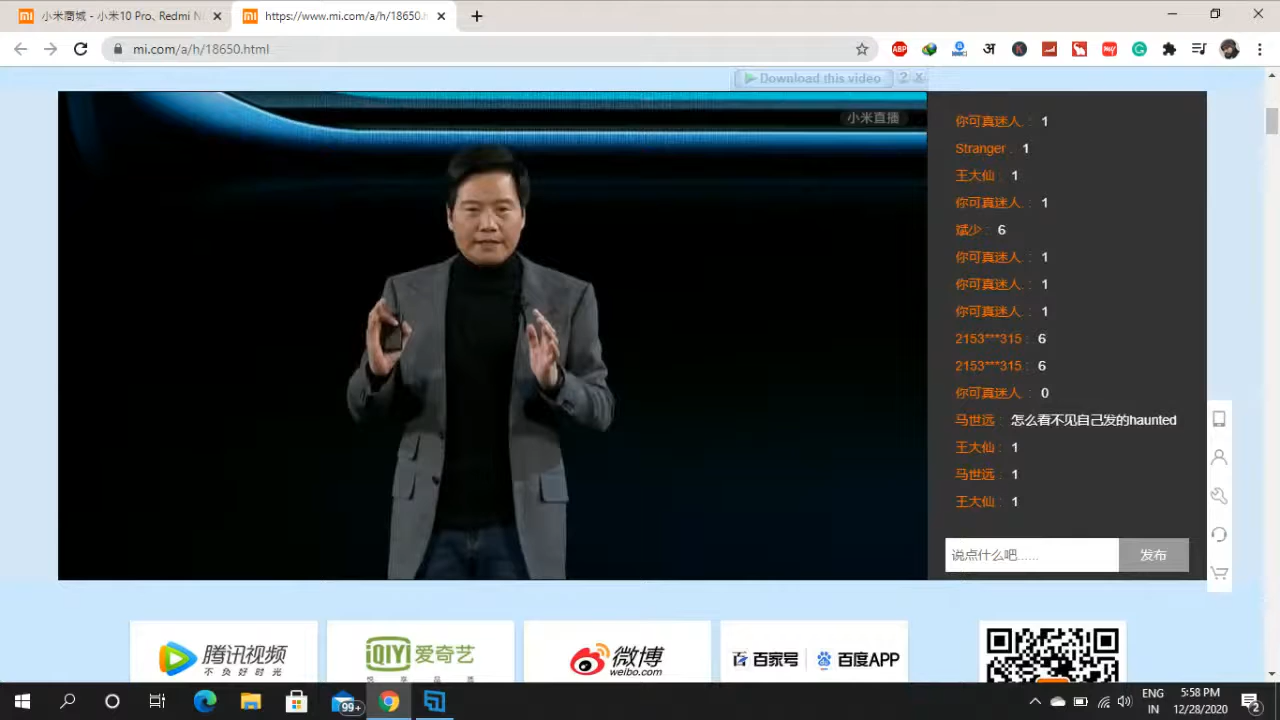 小米商城 - 小米10 Pro、Redmi N
https://www.mi.com/a/h/18650.h
mi.com/a/h/18650.html
Download this video
小米直播
你可真迷人. : 1
Stranger : 1
王大仙 : 1
你可真迷人. : 1
斌少 : 6
你可真迷人. : 1
你可真迷人. : 1
你可真迷人. : 1
2153***315 : 6
2153***315 : 6
你可真迷人. : 0
马世远 : 怎么看不见自己发的haunted
王大仙 : 1
马世远 : 1
王大仙 : 1
说点什么吧......
发布
腾讯视频
不负好时光
iQIYI 爱奇艺
微博
weibo.com
百家号 百度APP
99+
ENG
IN
5:58 PM
12/28/2020
2